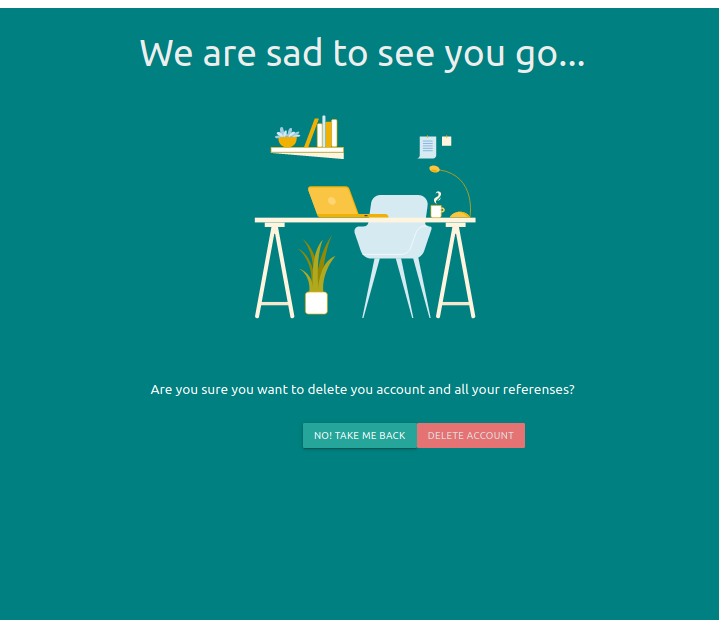 We are sad to see you go...
Are you sure you want to delete you account and all your referenses?
NO! TAKE ME BACK DELETE ACCOUNT